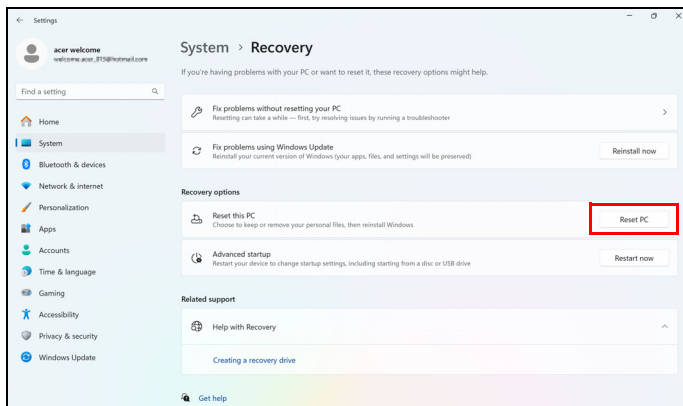 Settings
acer welcome
welcome.acer_815@hotmail.com
Find a setting
Home
System
Bluetooth & devices
Network & internet
Personalization
Apps
Accounts
Time & language
Gaming
Accessibility
Privacy & security
Windows Update
System > Recovery
If you're having problems with your PC or want to reset it, these recovery options might help.
Fix problems without resetting your PC
Resetting can take a while — first, try resolving issues by running a troubleshooter
Fix problems using Windows Update
Reinstall your current version of Windows (your apps, files, and settings will be preserved)
Reinstall now
Recovery options
Reset this PC
Choose to keep or remove your personal files, then reinstall Windows
Reset PC
Advanced startup
Restart your device to change startup settings, including starting from a disc or USB drive
Restart now
Related support
Help with Recovery
Creating a recovery drive
Get help